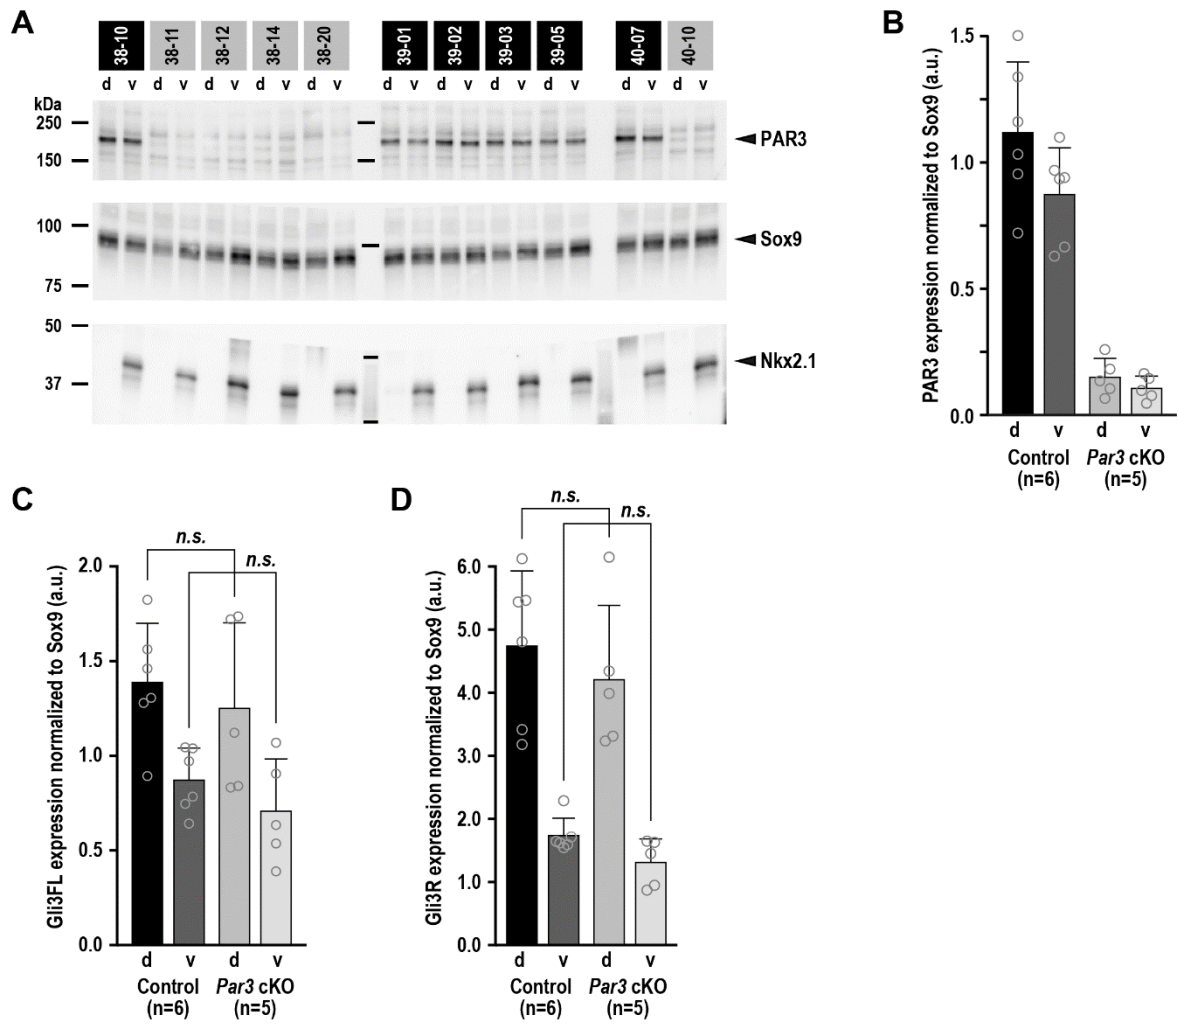 A
38-10 38-11 38-12 38-14 38-20 39-01 39-02 39-03 39-05 40-07 40-10
d v d v d v d v d v d v d v d v d v d v d v
kDa
250
150
PAR3
100
75
Sox9
50
37
Nkx2.1
B
PAR3 expression normalized to Sox9 (a.u.)
1.5
1.0
0.5
0.0
d v d v
Control Par3 cKO
(n=6) (n=5)
C
Gli3FL expression normalized to Sox9 (a.u.)
n.s.
n.s.
2.0
1.5
1.0
0.5
0.0
d v d v
Control Par3 cKO
(n=6) (n=5)
D
Gli3R expression normalized to Sox9 (a.u.)
n.s.
n.s.
6.0
5.0
4.0
3.0
2.0
1.0
0.0
d v d v
Control Par3 cKO
(n=6) (n=5)